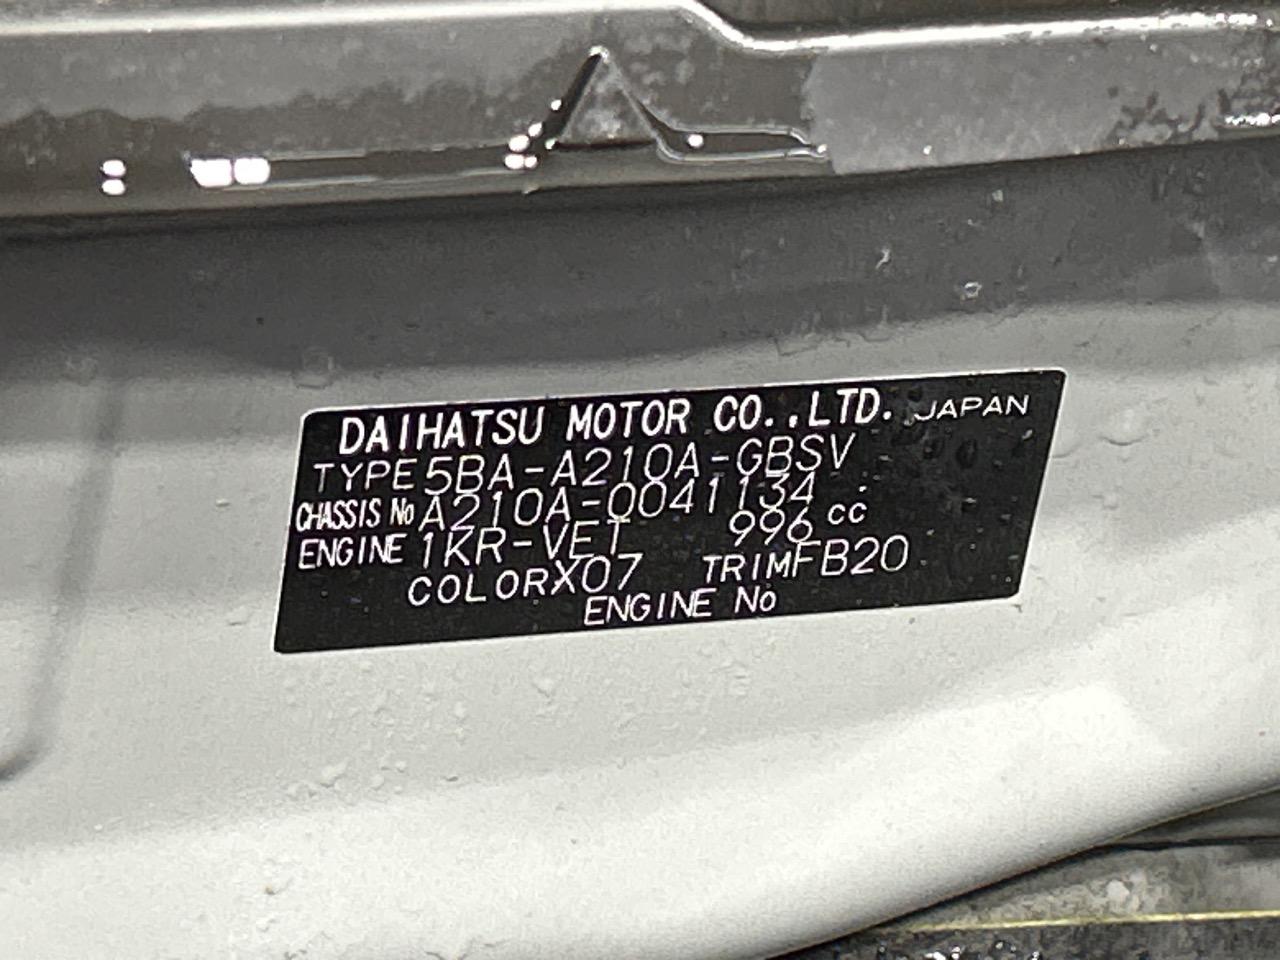 DAIHATSU MOTOR CO.,LTD. JAPAN
TYPE 5BA-A210A-GBSV
CHASSIS No A210A-0041134
ENGINE 1KR-VET 996 cc
COLOR X07 TRIM FB20
ENGINE No